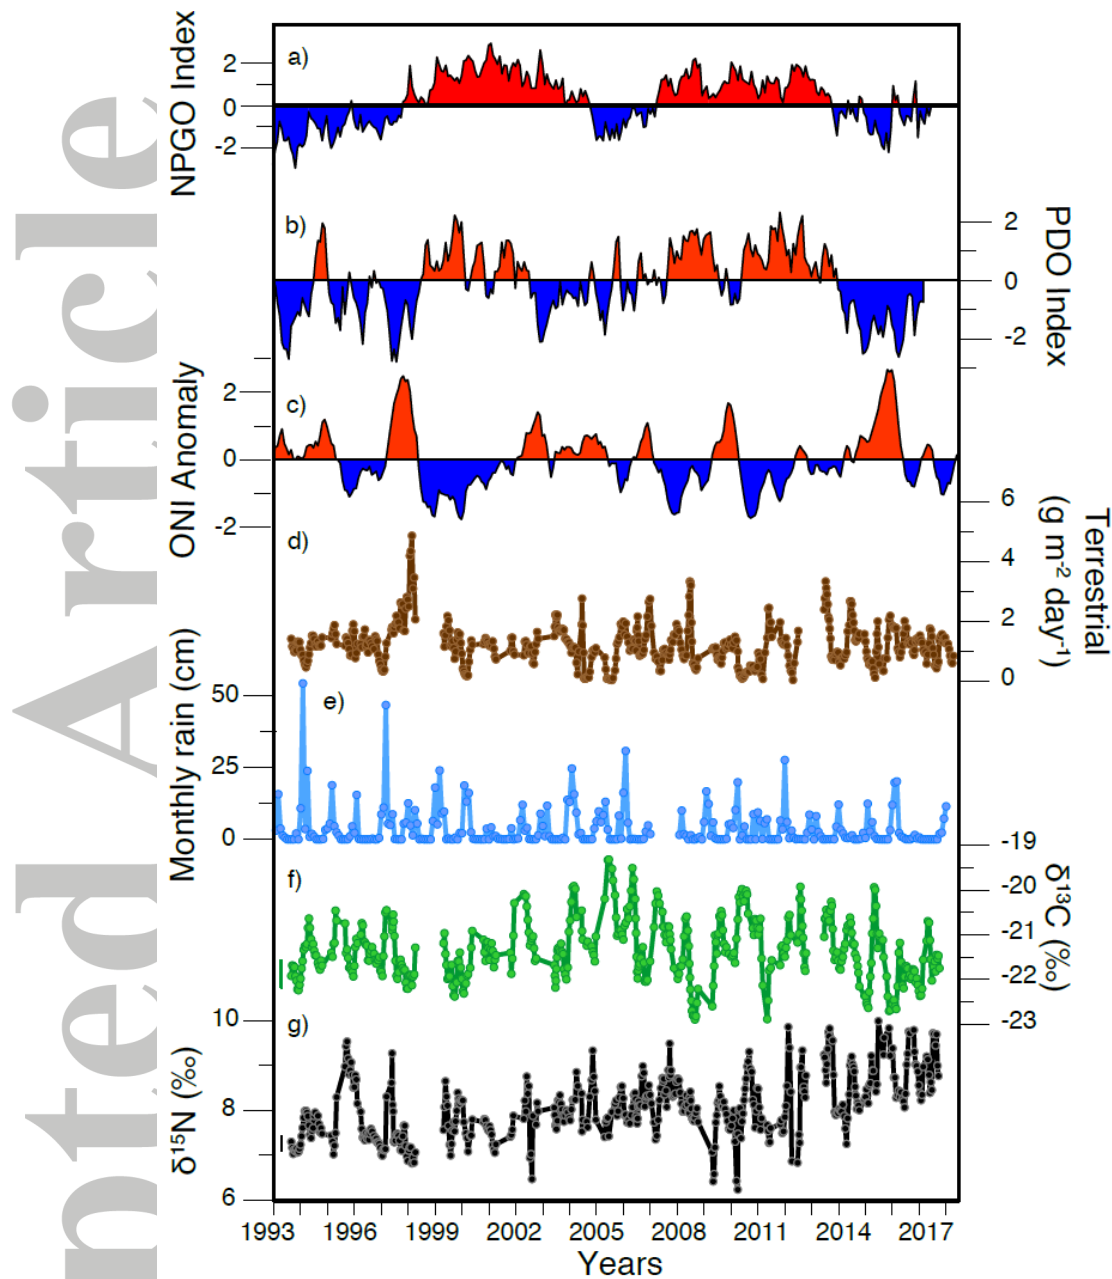 nted Article
NPGO Index
2
0
-2
a)
b)
2
0
-2
PDO Index
ONI Anomaly
2
0
-2
c)
d)
6
4
2
0
Terrestrial
(g m⁻² day⁻¹)
Monthly rain (cm)
50
25
0
e)
f)
-19
-20
-21
-22
-23
δ¹³C (‰)
g)
10
8
6
δ¹⁵N (‰)
1993 1996 1999 2002 2005 2008 2011 2014 2017
Years